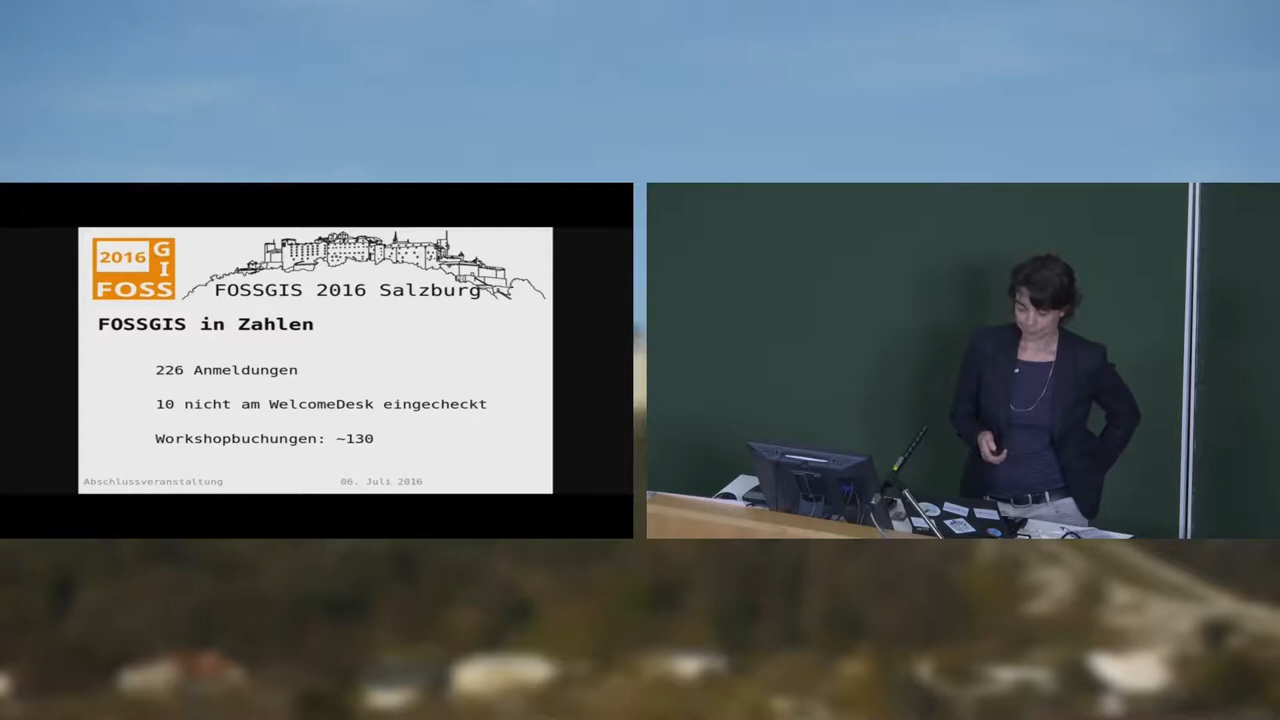 2016
GIS
FOSS
FOSSGIS 2016 Salzburg
FOSSGIS in Zahlen
226 Anmeldungen
10 nicht am WelcomeDesk eingecheckt
Workshopbuchungen: ~130
Abschlussveranstaltung
06. Juli 2016